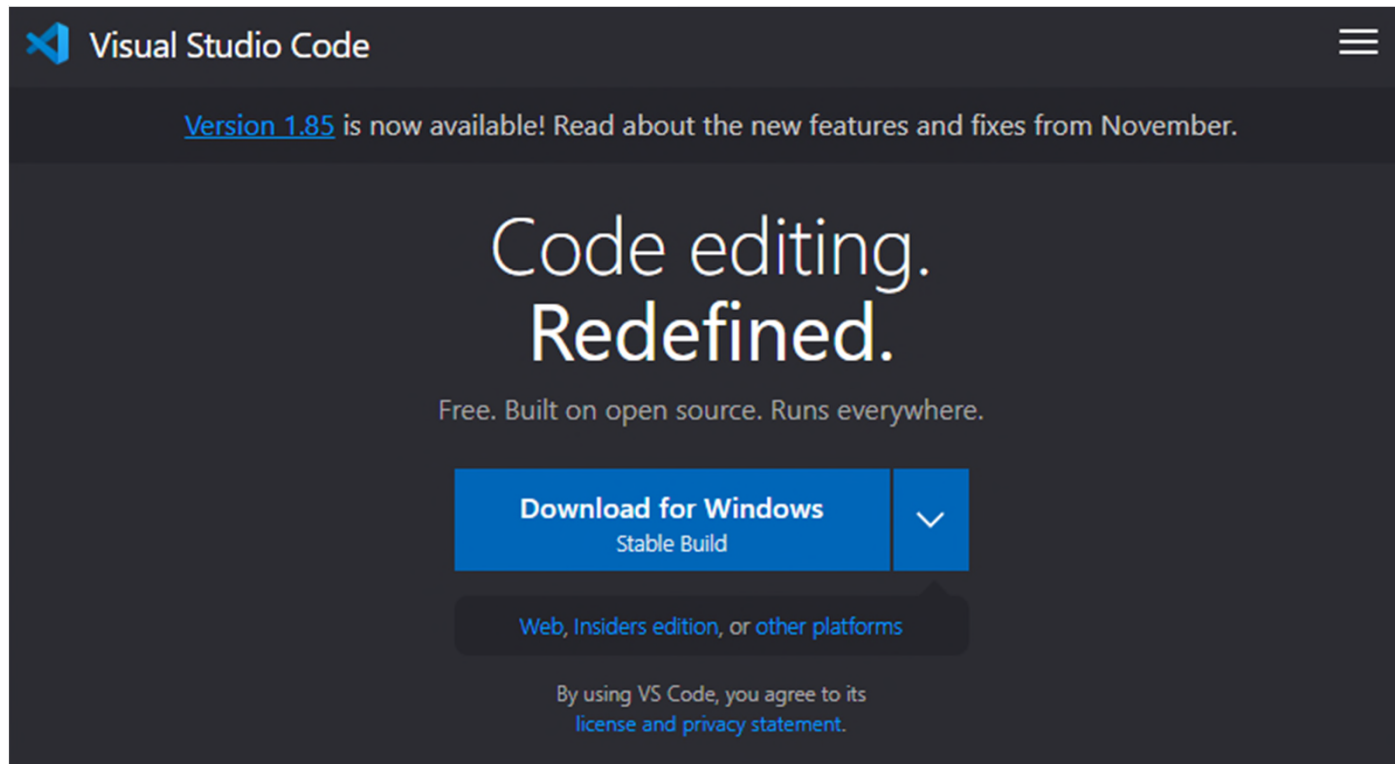 Visual Studio Code
Version 1.85 is now available! Read about the new features and fixes from November.
Code editing.
Redefined.
Free. Built on open source. Runs everywhere.
Download for Windows
Stable Build
Web, Insiders edition, or other platforms
By using VS Code, you agree to its
license and privacy statement.